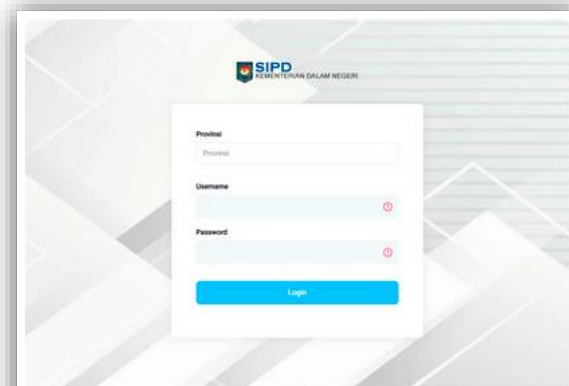 SIPD
KEMENTERIAN DALAM NEGERI
Provinsi
Provinsi
Username
Password
Login